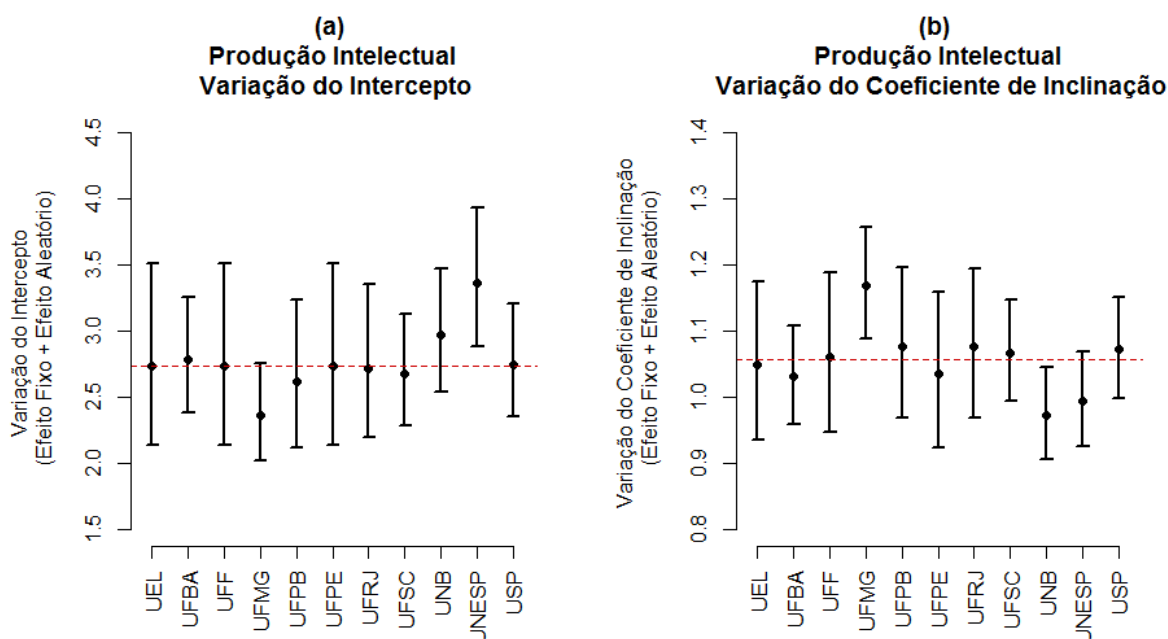 (a)
Produção Intelectual
Variação do Intercepto
Variação do Intercepto
(Efeito Fixo + Efeito Aleatório)
4.5
4.0
3.5
3.0
2.5
2.0
1.5
UEL
UFBA
UFF
UFMG
UFPB
UFPE
UFRJ
UFSC
UNB
UNESP
USP
(b)
Produção Intelectual
Variação do Coeficiente de Inclinação
Variação do Coeficiente de Inclinação
(Efeito Fixo + Efeito Aleatório)
1.4
1.3
1.2
1.1
1.0
0.9
0.8
UEL
UFBA
UFF
UFMG
UFPB
UFPE
UFRJ
UFSC
UNB
UNESP
USP